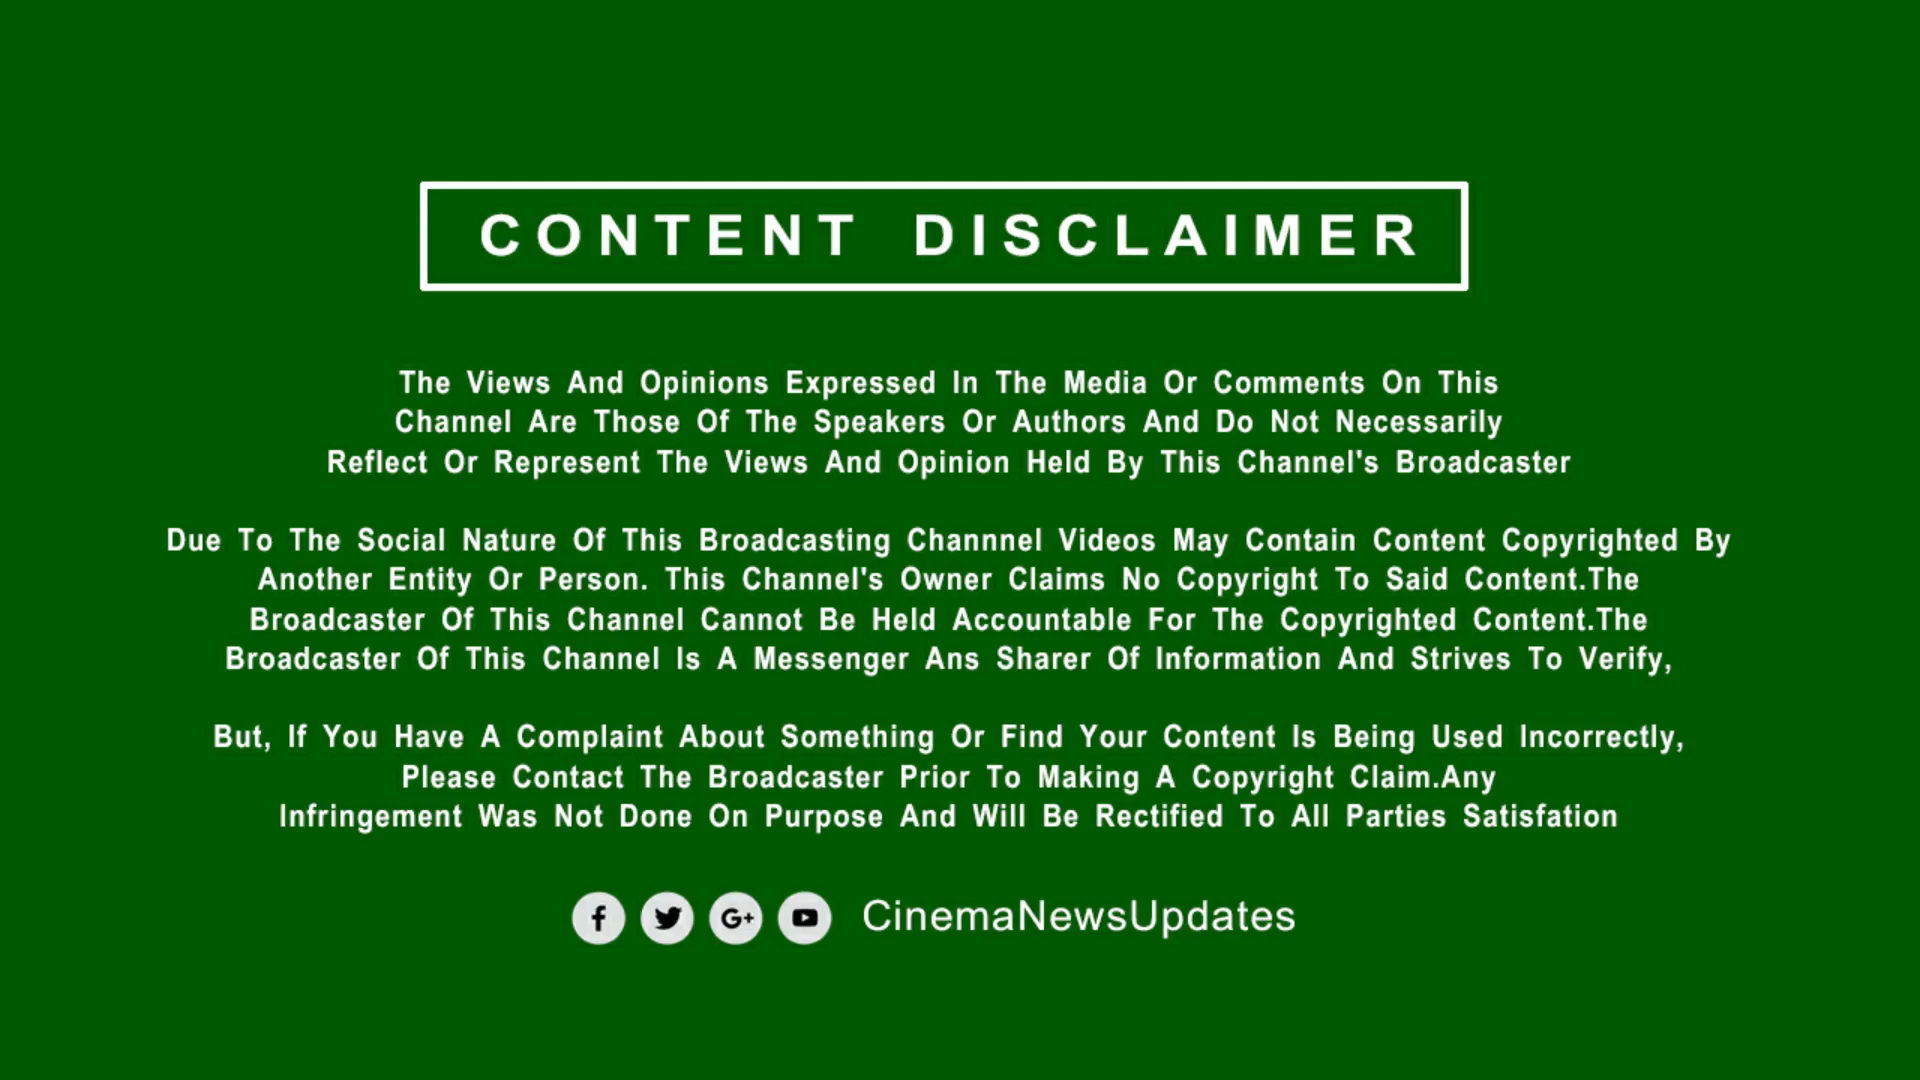 CONTENT DISCLAIMER
The Views And Opinions Expressed In The Media Or Comments On This
Channel Are Those Of The Speakers Or Authors And Do Not Necessarily
Reflect Or Represent The Views And Opinion Held By This Channel's Broadcaster
Due To The Social Nature Of This Broadcasting Channnel Videos May Contain Content Copyrighted By
Another Entity Or Person. This Channel's Owner Claims No Copyright To Said Content.The
Broadcaster Of This Channel Cannot Be Held Accountable For The Copyrighted Content.The
Broadcaster Of This Channel Is A Messenger Ans Sharer Of Information And Strives To Verify,
But, If You Have A Complaint About Something Or Find Your Content Is Being Used Incorrectly,
Please Contact The Broadcaster Prior To Making A Copyright Claim.Any
Infringement Was Not Done On Purpose And Will Be Rectified To All Parties Satisfation
f G+ CinemaNewsUpdates